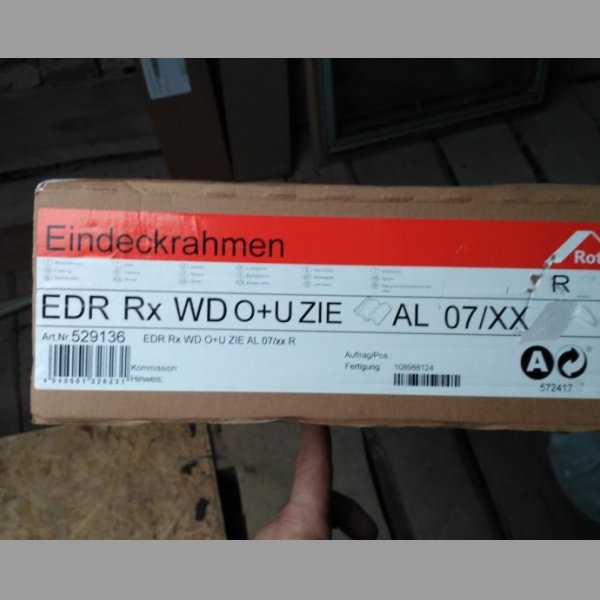 Eindeckrahmen
Rot
R
EDR Rx WD O+U ZIE AL 07/XX
Art.Nr 529136 EDR Rx WD O+U ZIE AL 07/xx R
Auftrag/Pos.
Kommission: Fertigung: 108988124
Hinweis:
A
572417